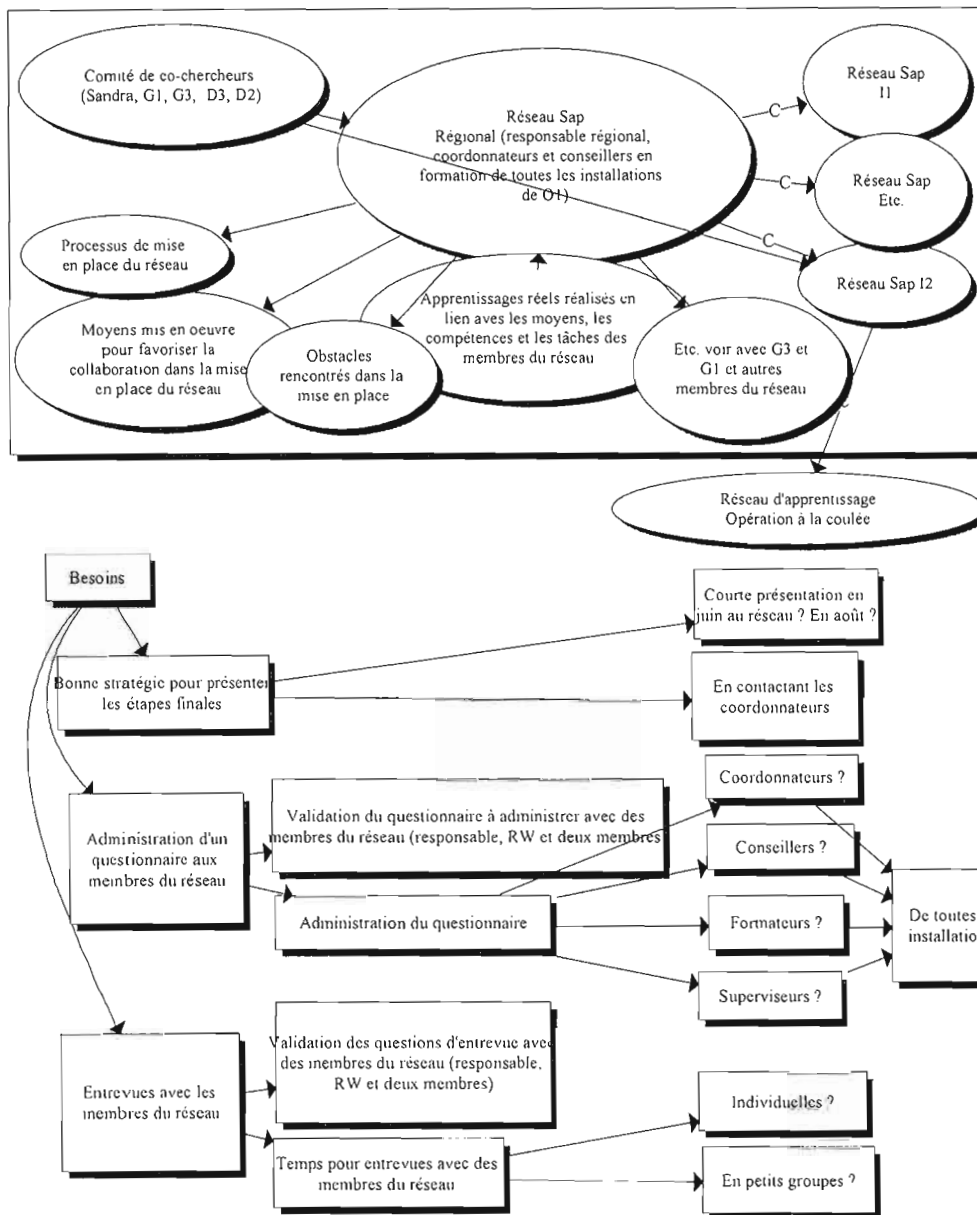 Comité de co-chercheurs
(Sandra, G1, G3, D3, D2)
Réseau Sap
Régional (responsable régional,
coordonnateurs et conseillers en
formation de toutes les installations
de O1)
Réseau Sap
I1
C
Réseau Sap
Etc.
C
Réseau Sap I2
C
Processus de mise
en place du réseau
Moyens mis en oeuvre
pour favoriser la
collaboration dans la mise
en place du réseau
Obstacles
rencontrés dans la
mise en place
Apprentissages réels réalisés en
lien aves les moyens, les
compétences et les tâches des
membres du réseau
Etc. voir avec G3 et
G1 et autres
membres du réseau
C
Réseau d'apprentissage
Opération à la coulée
Besoins
Bonne stratégie pour présenter
les étapes finales
Courte présentation en
juin au réseau ? En août ?
En contactant les
coordonnateurs
Administration d'un
questionnaire aux
membres du réseau
Validation du questionnaire à administrer avec des
membres du réseau (responsable, RW et deux membres
Administration du questionnaire
Coordonnateurs ?
Conseillers ?
Formateurs ?
Superviseurs ?
De toutes
installation
Entrevues avec les
membres du réseau
Validation des questions d'entrevue avec
des membres du réseau (responsable,
RW et deux membres)
Temps pour entrevues avec des
membres du réseau
Individuelles ?
En petits groupes ?